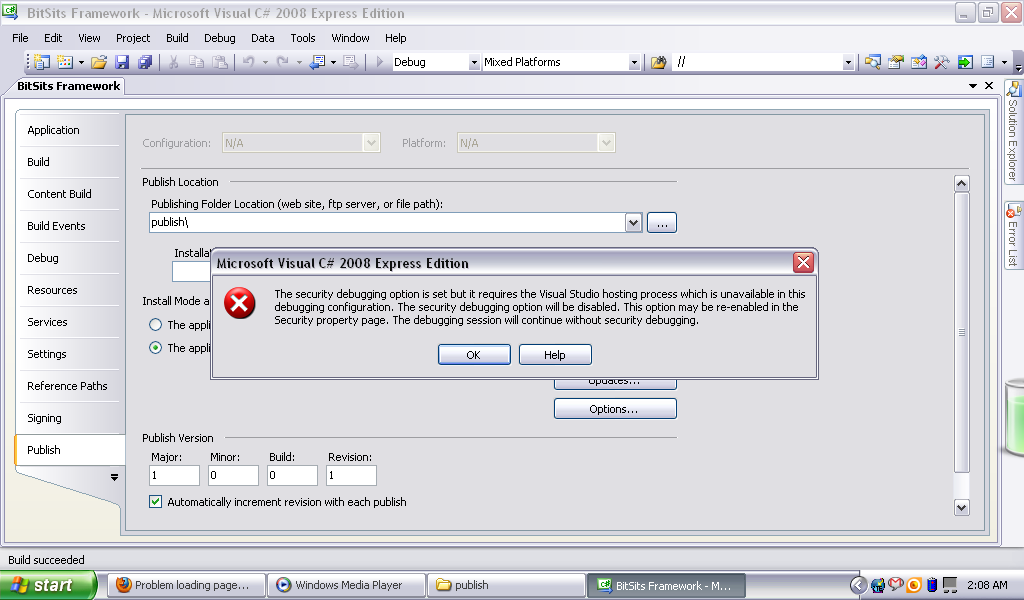 BitSits Framework - Microsoft Visual C# 2008 Express Edition
File Edit View Project Build Debug Data Tools Window Help
Debug Mixed Platforms //
BitSits Framework
Application
Build
Content Build
Build Events
Debug
Resources
Services
Settings
Reference Paths
Signing
Publish
Configuration: N/A Platform: N/A
Publish Location
Publishing Folder Location (web site, ftp server, or file path):
publish\
...
Installa
Install Mode a
The appli
The appli
Microsoft Visual C# 2008 Express Edition
The security debugging option is set but it requires the Visual Studio hosting process which is unavailable in this
debugging configuration. The security debugging option will be disabled. This option may be re-enabled in the
Security property page. The debugging session will continue without security debugging.
OK Help
Updates...
Options...
Publish Version
Major: Minor: Build: Revision:
1 0 0 1
Automatically increment revision with each publish
Solution Explorer
Error List
Build succeeded
start Problem loading page... Windows Media Player publish BitSits Framework - M... 2:08 AM